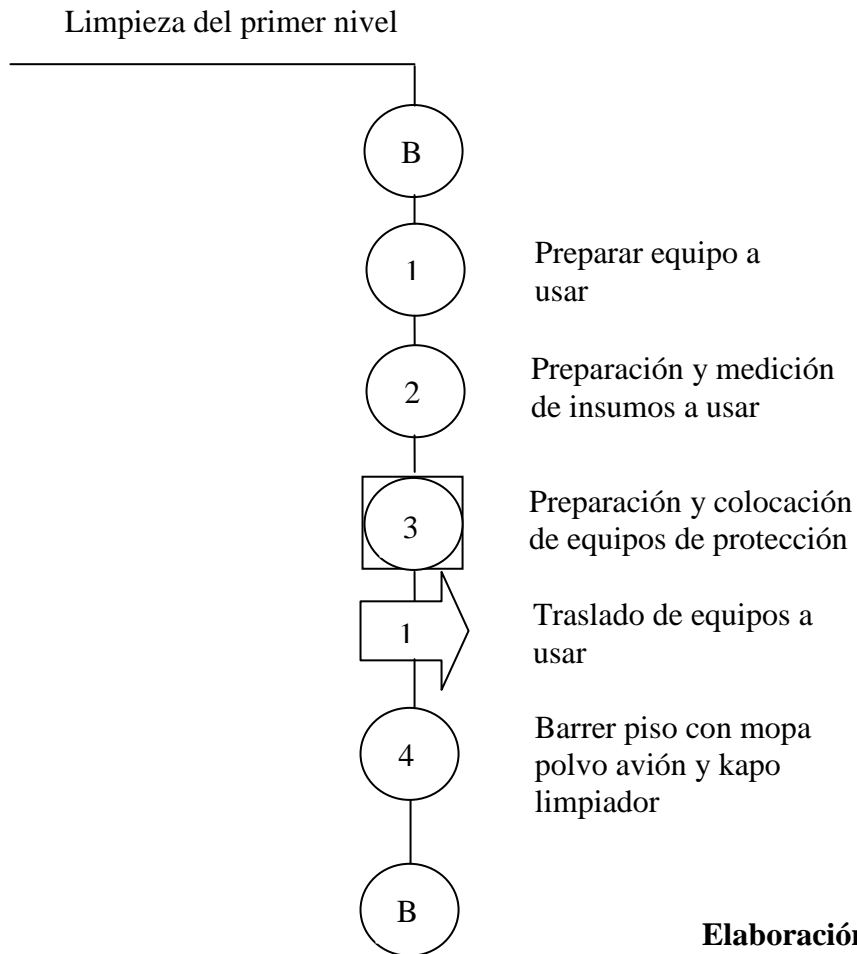 Limpieza del primer nivel
B
1
Preparar equipo a
usar
2
Preparación y medición
de insumos a usar
3
Preparación y colocación
de equipos de protección
1
Traslado de equipos a
usar
4
Barrer piso con mopa
polvo avión y kapo
limpiador
B
Elaboración